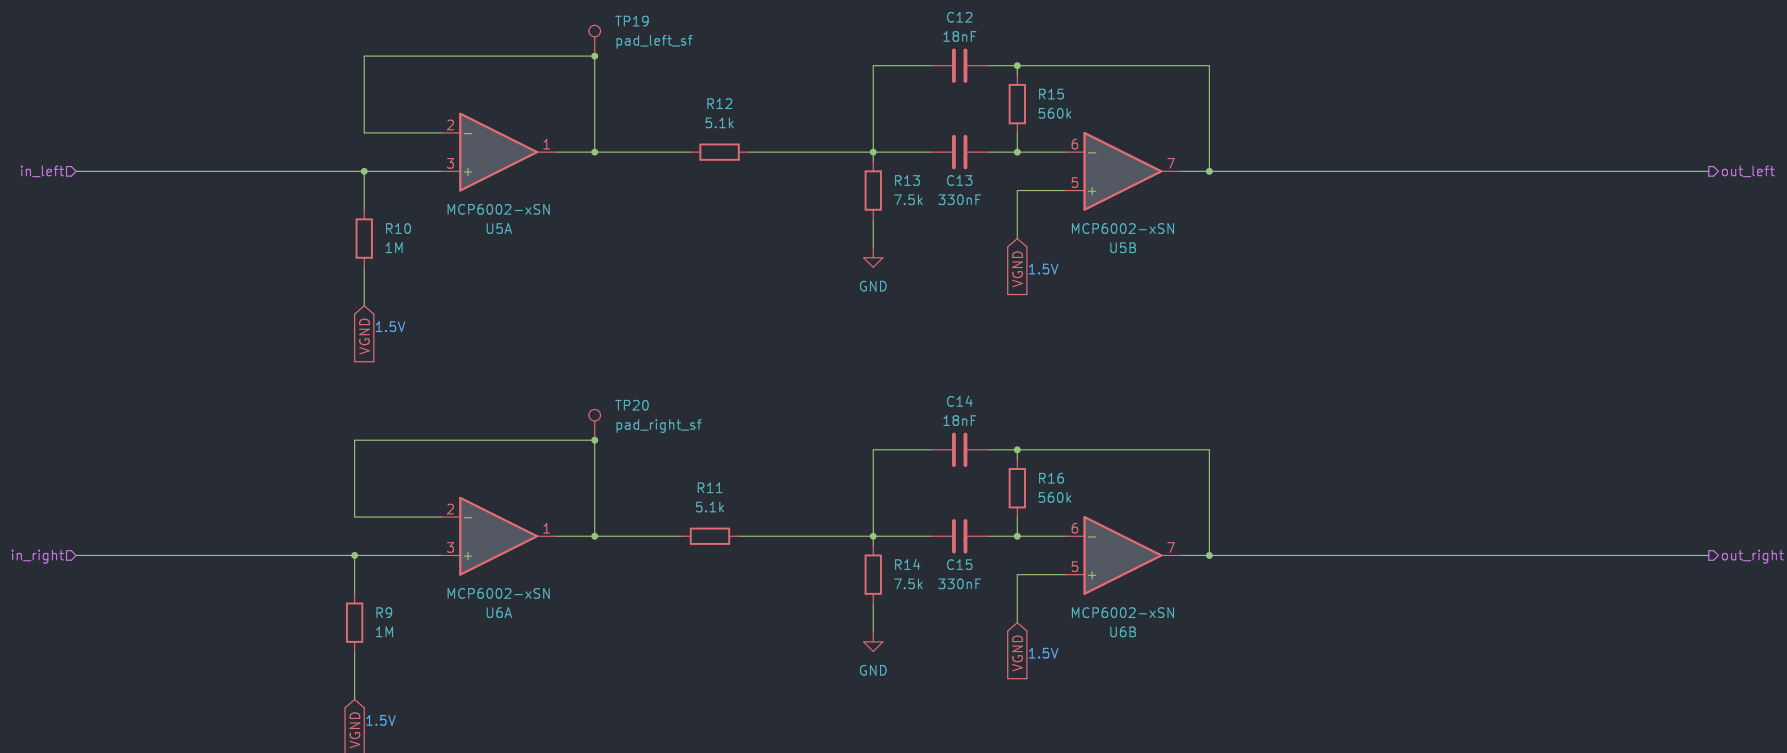 TP19
pad_left_sf
C12
18nF
R12
5.1k
R15
560k
2
1
3
6
7
5
in_left
out_left
R13
7.5k
C13
330nF
MCP6002-xSN
U5A
R10
1M
MCP6002-xSN
U5B
GND
VGND
1.5V
VGND
1.5V
TP20
pad_right_sf
C14
18nF
R11
5.1k
R16
560k
2
1
3
6
7
5
in_right
out_right
R14
7.5k
C15
330nF
MCP6002-xSN
U6A
R9
1M
MCP6002-xSN
U6B
GND
VGND
1.5V
VGND
1.5V